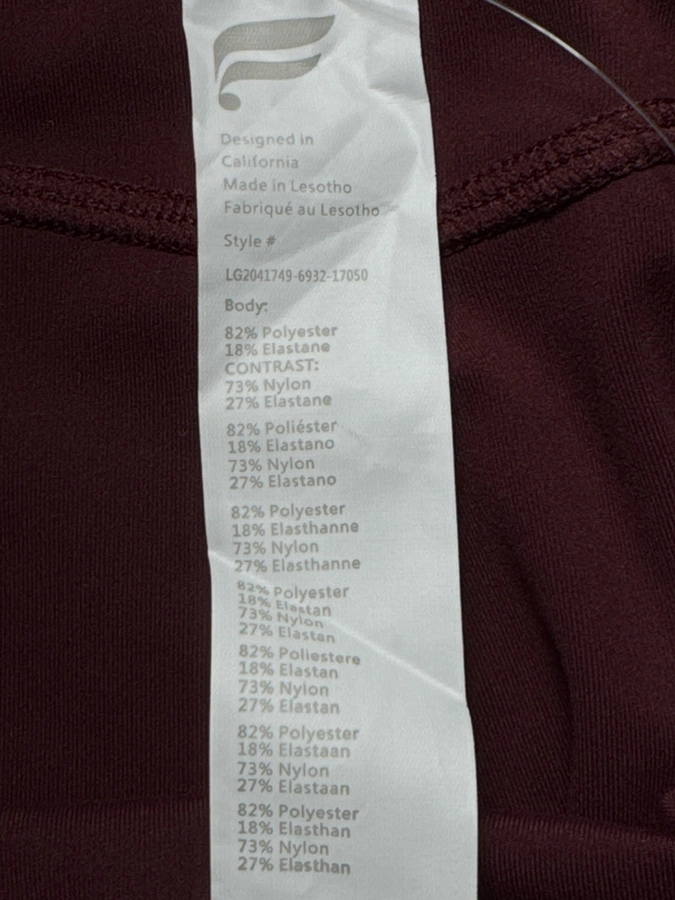 Designed in
California
Made in Lesotho
Fabriqué au Lesotho
Style #
LG2041749-6932-17050
Body:
82% Polyester
18% Elastane
CONTRAST:
73% Nylon
27% Elastane
82% Poliéster
18% Elastano
73% Nylon
27% Elastano
82% Polyester
18% Elasthanne
73% Nylon
27% Elasthanne
82% Polyester
18% Elastan
73% Nylon
27% Elastan
82% Poliestere
18% Elastan
73% Nylon
27% Elastan
82% Polyester
18% Elastaan
73% Nylon
27% Elastaan
82% Polyester
18% Elasthan
73% Nylon
27% Elasthan